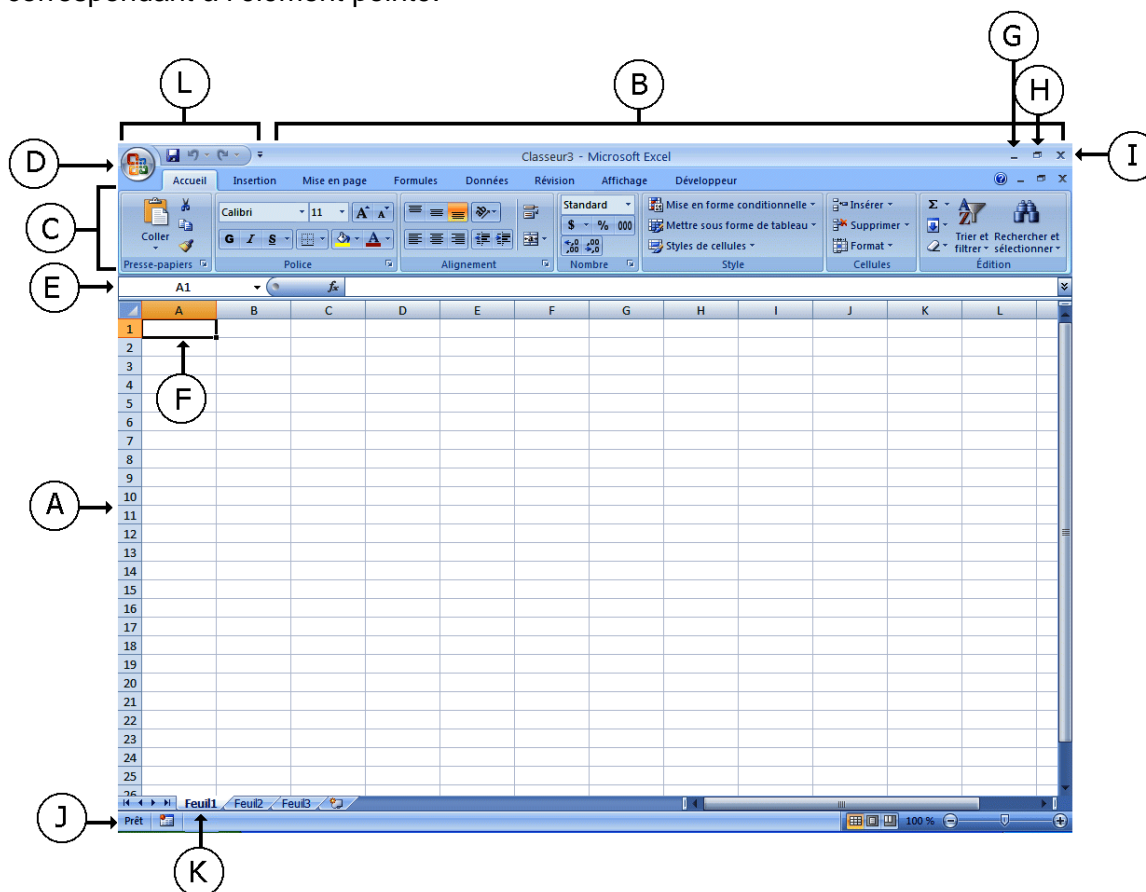 correspondant à l'élément pointé.
G
L
B
H
D
I
Classeur3 - Microsoft Excel
Accueil Insertion Mise en page Formules Données Révision Affichage Développeur
C
Coller
Calibri 11 A A
G I S A
Standard
$ % 000
,00 ,00
Mise en forme conditionnelle
Mettre sous forme de tableau
Styles de cellules
Insérer
Supprimer
Format
Σ
Trier et filtrer
Rechercher et sélectionner
Presse-papiers Police Alignement Nombre Style Cellules Édition
E
A1 fx
A B C D E F G H I J K L
1
2
3
F
4
5
6
7
8
9
A
10
11
12
13
14
15
16
17
18
19
20
21
22
23
24
25
26
Feuil1 Feuil2 Feuil3
J
Prêt 100 %
K